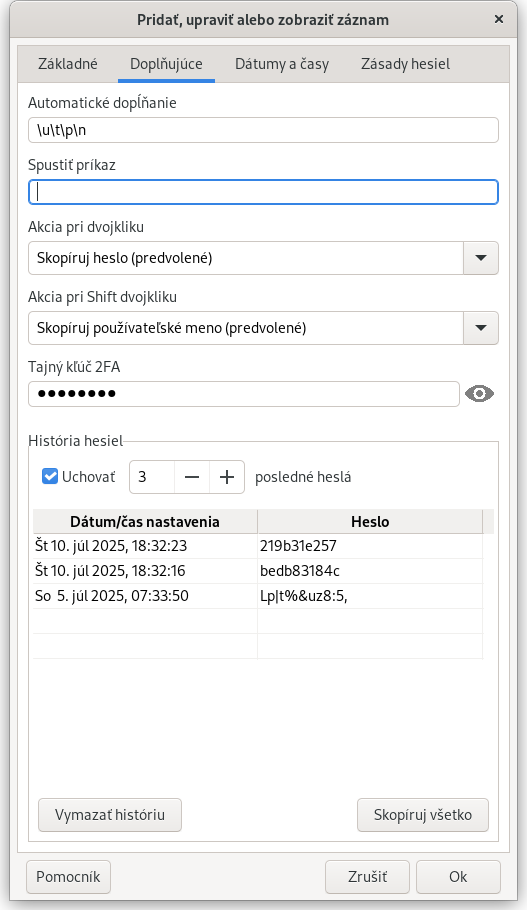 Pridať, upraviť alebo zobraziť záznam
Základné Doplňujúce Dátumy a časy Zásady hesiel
Automatické dopĺňanie
\u\t\p\n
Spustiť príkaz
Akcia pri dvojkliku
Skopíruj heslo (predvolené)
Akcia pri Shift dvojkliku
Skopíruj používateľské meno (predvolené)
Tajný kľúč 2FA
●●●●●●●●
História hesiel
Uchovať 3 posledné heslá
Dátum/čas nastavenia Heslo
Št 10. júl 2025, 18:32:23 219b31e257
Št 10. júl 2025, 18:32:16 bedb83184c
So 5. júl 2025, 07:33:50 Lp|t%&uz8:5,
Vymazať históriu Skopíruj všetko
Pomocník Zrušiť Ok